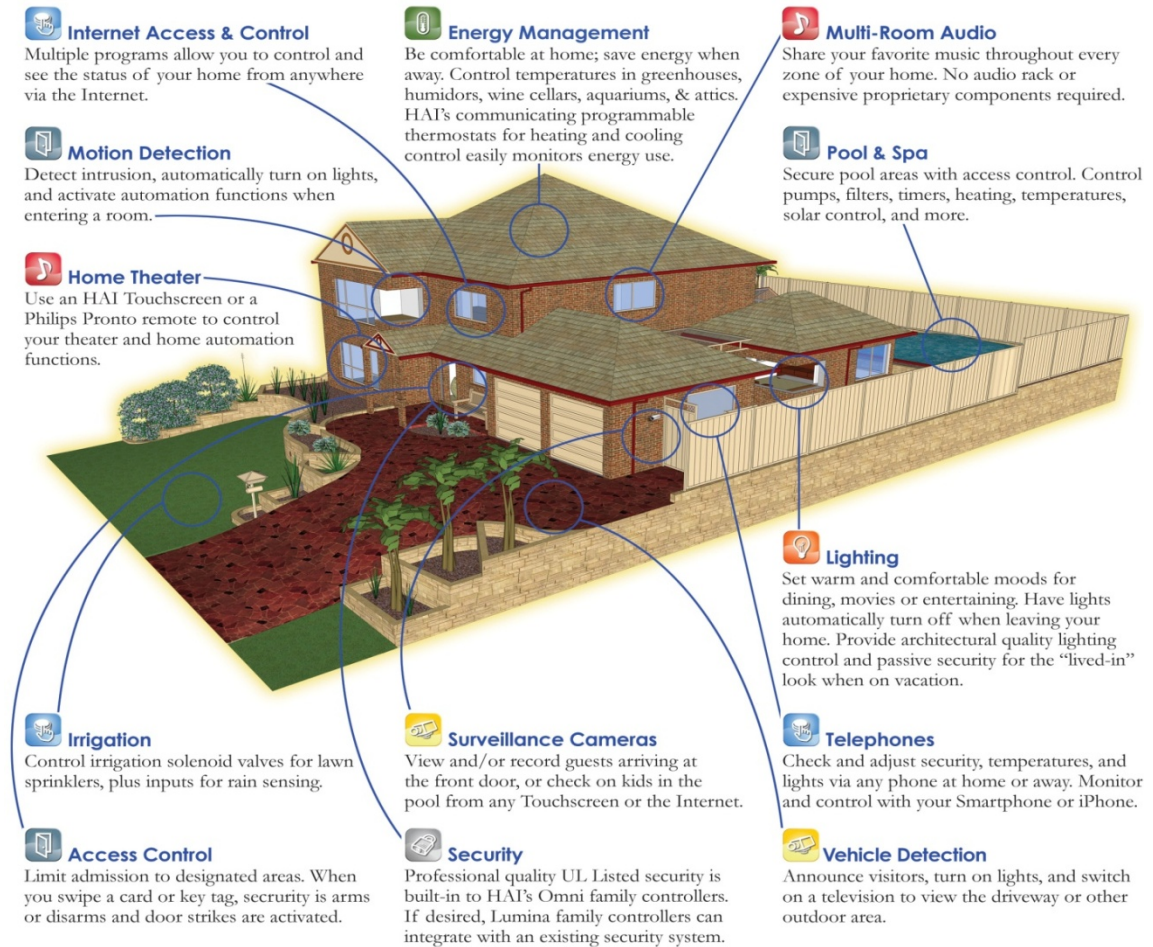 Internet Access & Control
Multiple programs allow you to control and
see the status of your home from anywhere
via the Internet.
Energy Management
Be comfortable at home; save energy when
away. Control temperatures in greenhouses,
humidors, wine cellars, aquariums, & attics.
HAI's communicating programmable
thermostats for heating and cooling
control easily monitors energy use.
Multi-Room Audio
Share your favorite music throughout every
zone of your home. No audio rack or
expensive proprietary components required.
Motion Detection
Detect intrusion, automatically turn on lights,
and activate automation functions when
entering a room.
Pool & Spa
Secure pool areas with access control. Control
pumps, filters, timers, heating, temperatures,
solar control, and more.
Home Theater
Use an HAI Touchscreen or a
Philips Pronto remote to control
your theater and home automation
functions.
Lighting
Set warm and comfortable moods for
dining, movies or entertaining. Have lights
automatically turn off when leaving your
home. Provide architectural quality lighting
control and passive security for the “lived-in”
look when on vacation.
Irrigation
Control irrigation solenoid valves for lawn
sprinklers, plus inputs for rain sensing.
Surveillance Cameras
View and/or record guests arriving at
the front door, or check on kids in the
pool from any Touchscreen or the Internet.
Telephones
Check and adjust security, temperatures, and
lights via any phone at home or away. Monitor
and control with your Smartphone or iPhone.
Access Control
Limit admission to designated areas. When
you swipe a card or key tag, secrurity is arms
or disarms and door strikes are activated.
Security
Professional quality UL Listed security is
built-in to HAI's Omni family controllers.
If desired, Lumina family controllers can
integrate with an existing security system.
Vehicle Detection
Announce visitors, turn on lights, and switch
on a television to view the driveway or other
outdoor area.